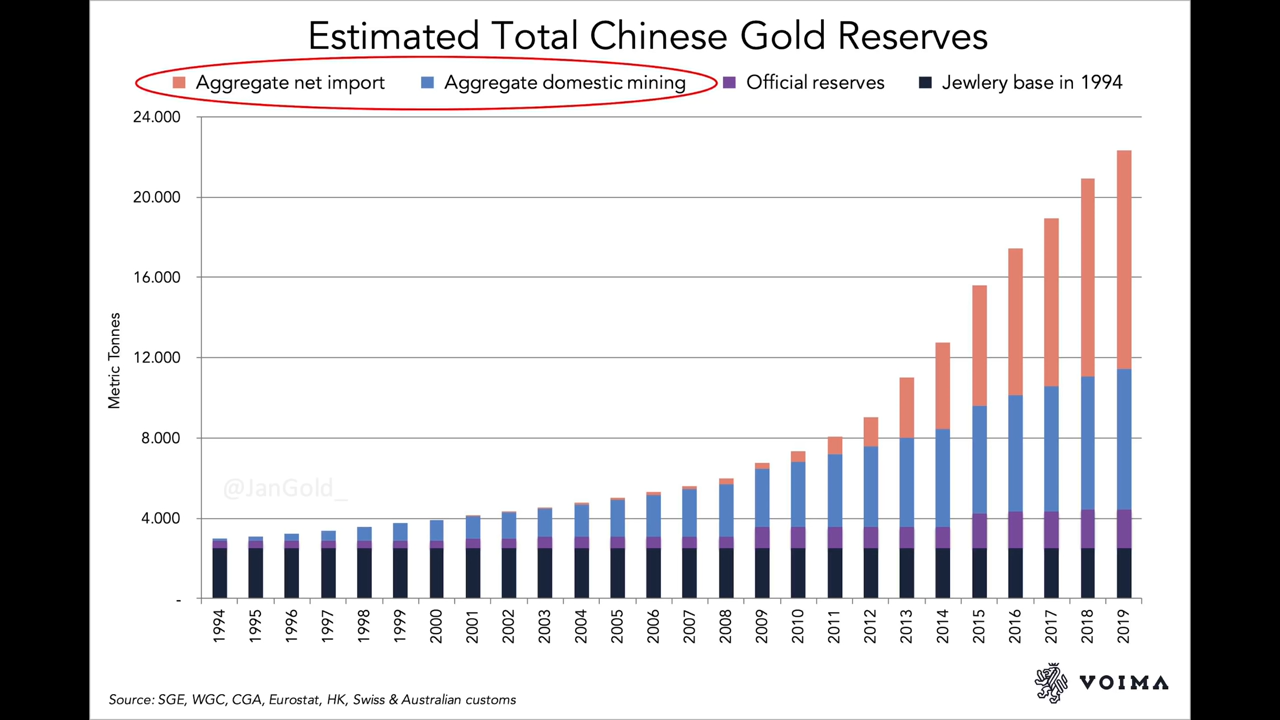 Estimated Total Chinese Gold Reserves
Aggregate net import Aggregate domestic mining Official reserves Jewlery base in 1994
24.000
20.000
16.000
12.000
8.000
4.000
-
Metric Tonnes
@JanGold_
1994 1995 1996 1997 1998 1999 2000 2001 2002 2003 2004 2005 2006 2007 2008 2009 2010 2011 2012 2013 2014 2015 2016 2017 2018 2019
VOIMA
Source: SGE, WGC, CGA, Eurostat, HK, Swiss & Australian customs